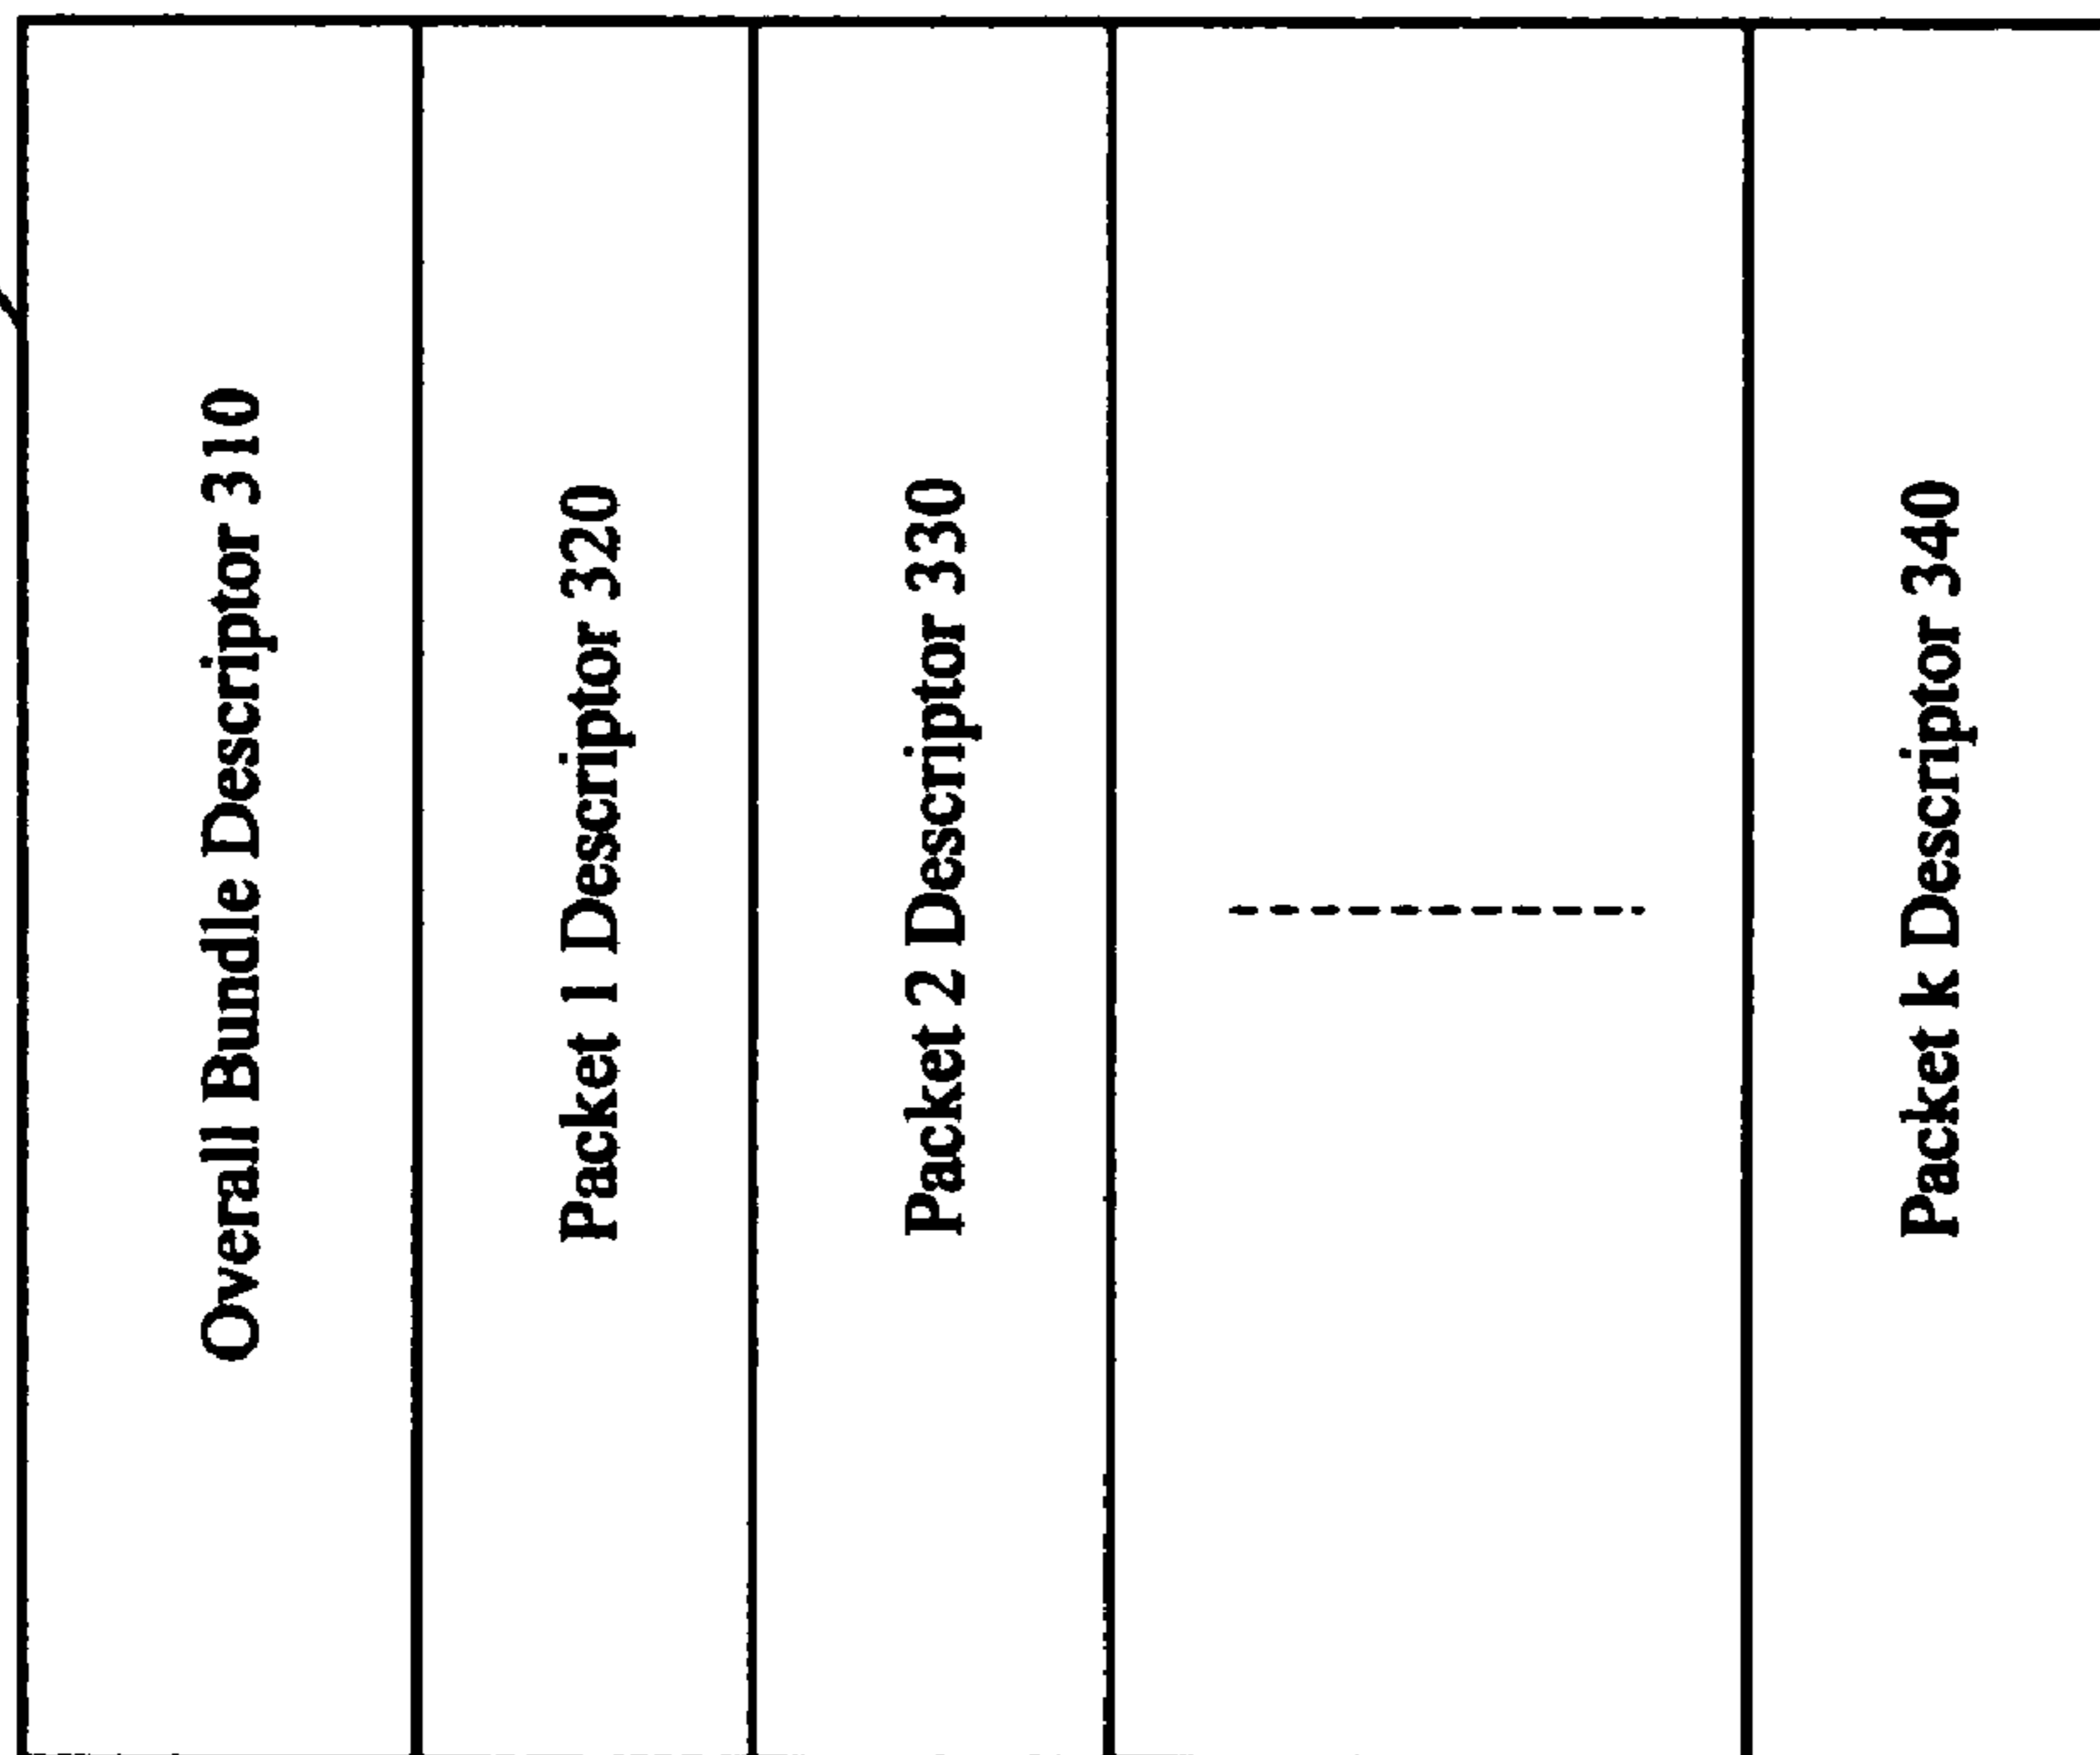 Overall Bundle Descriptor 310
Packet 1 Descriptor 320
Packet 2 Descriptor 330
Packet k Descriptor 340